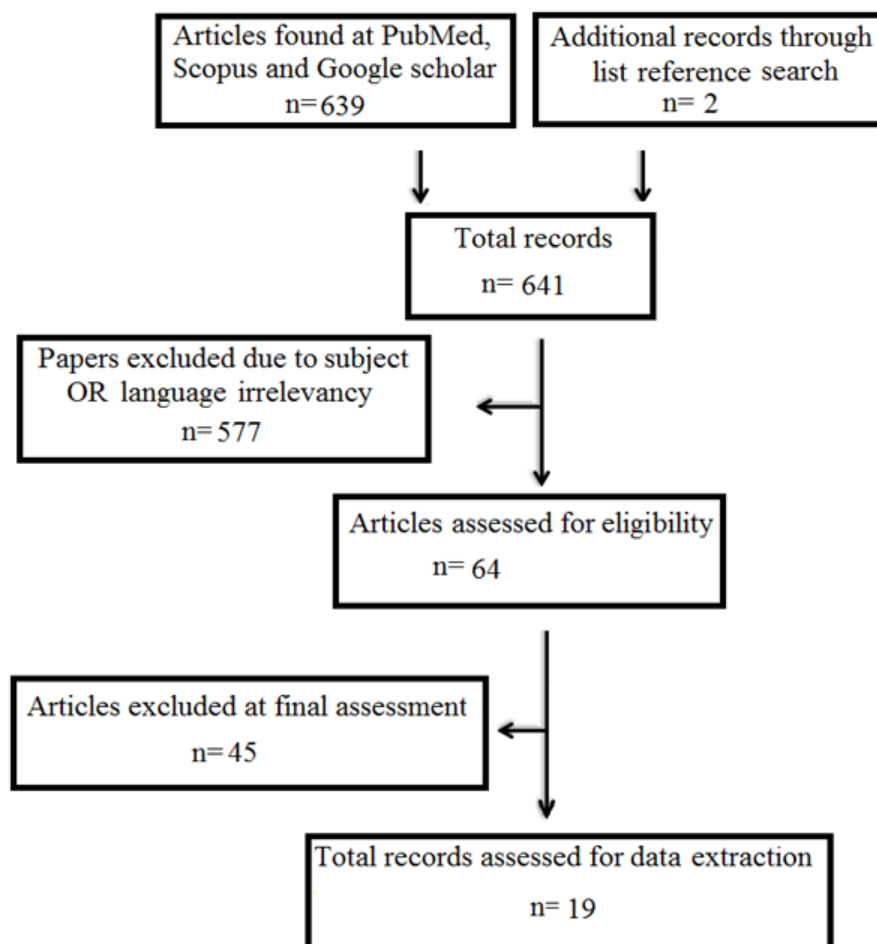 Articles found at PubMed,
Scopus and Google scholar
n=639
Additional records through
list reference search
n= 2
Total records
n= 641
Papers excluded due to subject
OR language irrelevancy
n=577
Articles assessed for eligibility
n= 64
Articles excluded at final assessment
n=45
Total records assessed for data extraction
n= 19